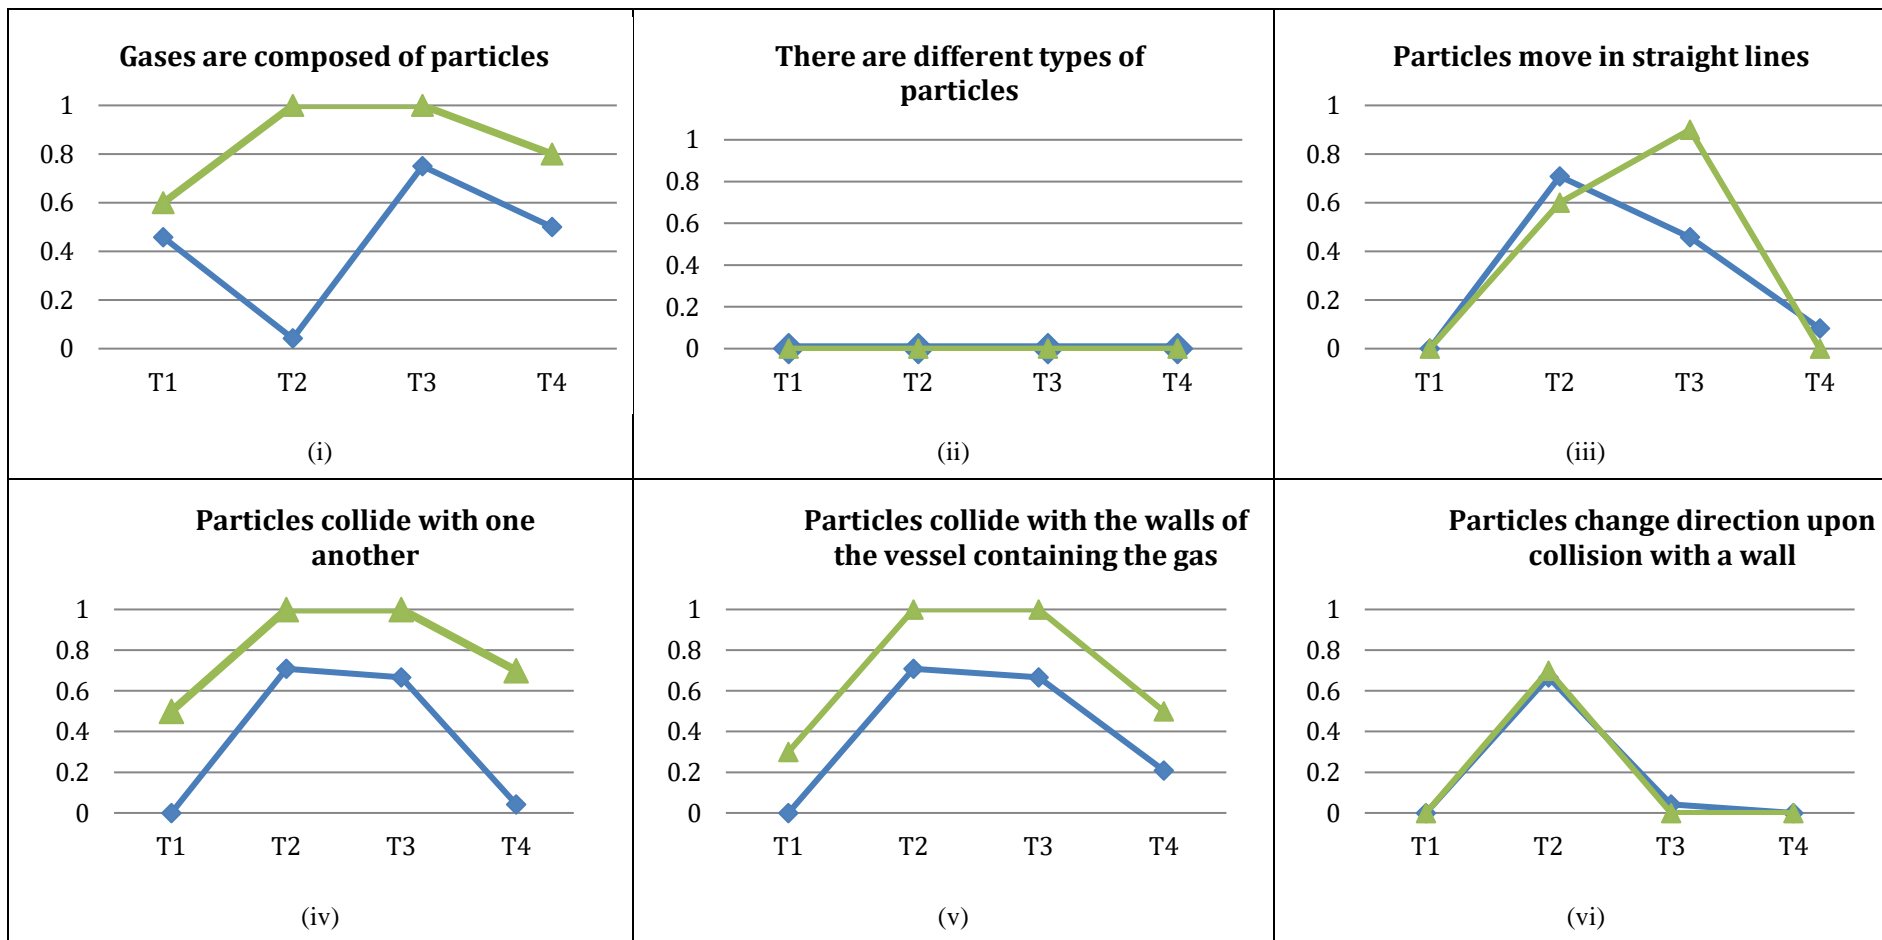 Gases are composed of particles
1
0.8
0.6
0.4
0.2
0
T1 T2 T3 T4
(i)
There are different types of
particles
1
0.8
0.6
0.4
0.2
0
T1 T2 T3 T4
(ii)
Particles move in straight lines
1
0.8
0.6
0.4
0.2
0
T1 T2 T3 T4
(iii)
Particles collide with one
another
1
0.8
0.6
0.4
0.2
0
T1 T2 T3 T4
(iv)
Particles collide with the walls of
the vessel containing the gas
1
0.8
0.6
0.4
0.2
0
T1 T2 T3 T4
(v)
Particles change direction upon
collision with a wall
1
0.8
0.6
0.4
0.2
0
T1 T2 T3 T4
(vi)